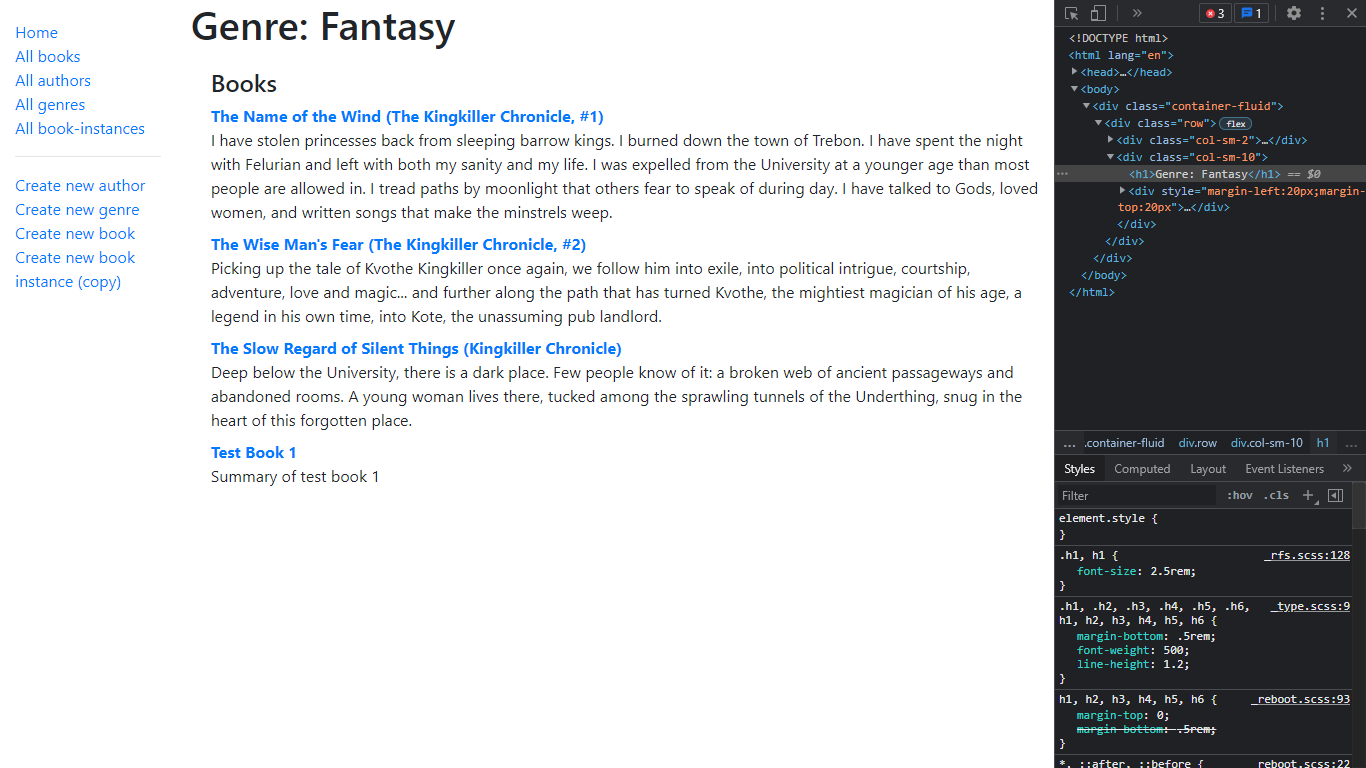 Home
All books
All authors
All genres
All book-instances
Create new author
Create new genre
Create new book
Create new book
instance (copy)
Genre: Fantasy
Books
The Name of the Wind (The Kingkiller Chronicle, #1)
I have stolen princesses back from sleeping barrow kings. I burned down the town of Trebon. I have spent the night
with Felurian and left with both my sanity and my life. I was expelled from the University at a younger age than most
people are allowed in. I tread paths by moonlight that others fear to speak of during day. I have talked to Gods, loved
women, and written songs that make the minstrels weep.
The Wise Man's Fear (The Kingkiller Chronicle, #2)
Picking up the tale of Kvothe Kingkiller once again, we follow him into exile, into political intrigue, courtship,
adventure, love and magic... and further along the path that has turned Kvothe, the mightiest magician of his age, a
legend in his own time, into Kote, the unassuming pub landlord.
The Slow Regard of Silent Things (Kingkiller Chronicle)
Deep below the University, there is a dark place. Few people know of it: a broken web of ancient passageways and
abandoned rooms. A young woman lives there, tucked among the sprawling tunnels of the Underthing, snug in the
heart of this forgotten place.
Test Book 1
Summary of test book 1
» 3 1
<!DOCTYPE html>
<html lang="en">
<head>…</head>
<body>
<div class="container-fluid">
<div class="row"> flex
<div class="col-sm-2">…</div>
<div class="col-sm-10">
… <h1>Genre: Fantasy</h1> == $0
<div style="margin-left:20px;margin-
top:20px">…</div>
</div>
</div>
</div>
</body>
</html>
… .container-fluid div.row div.col-sm-10 h1 …
Styles Computed Layout Event Listeners »
Filter :hov .cls +
element.style {
}
.h1, h1 { _rfs.scss:128
font-size: 2.5rem;
}
.h1, .h2, .h3, .h4, .h5, .h6, _type.scss:9
h1, h2, h3, h4, h5, h6 {
margin-bottom: .5rem;
font-weight: 500;
line-height: 1.2;
}
h1, h2, h3, h4, h5, h6 { _reboot.scss:93
margin-top: 0;
margin-bottom: .5rem;
}
*, ::after, ::before { _reboot.scss:22